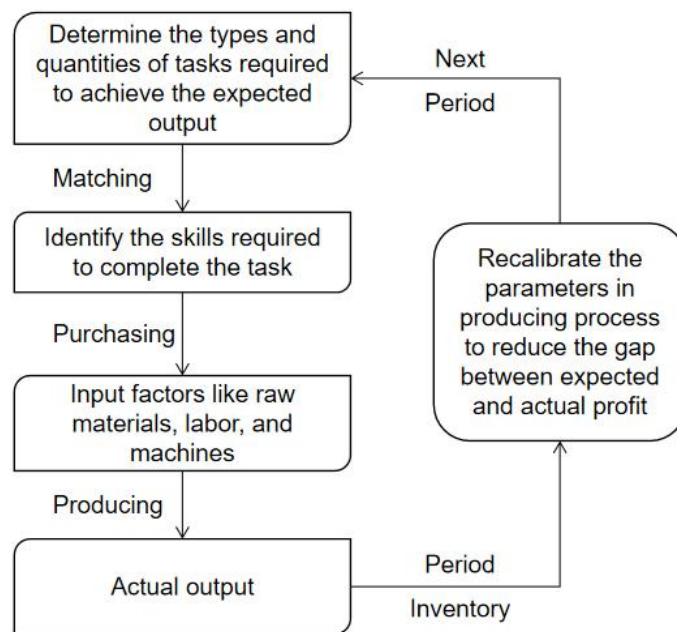 Determine the types and
quantities of tasks required
to achieve the expected
output
Next
Period
Matching
Identify the skills required
to complete the task
Recalibrate the
parameters in
producing process
to reduce the gap
between expected
and actual profit
Purchasing
Input factors like raw
materials, labor, and
machines
Producing
Actual output
Period
Inventory